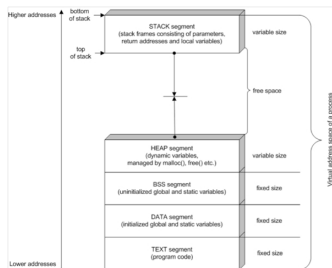 Higher addresses
bottom
of stack
STACK segment
(stack frames consisting of parameters,
return addresses and local variables)
variable size
top
of stack
free space
HEAP segment
(dynamic variables,
managed by malloc(), free() etc.)
variable size
BSS segment
(uninitialized global and static variables)
fixed size
DATA segment
(initialized global and static variables)
fixed size
TEXT segment
(program code)
fixed size
Lower addresses
Virtual address space of a process